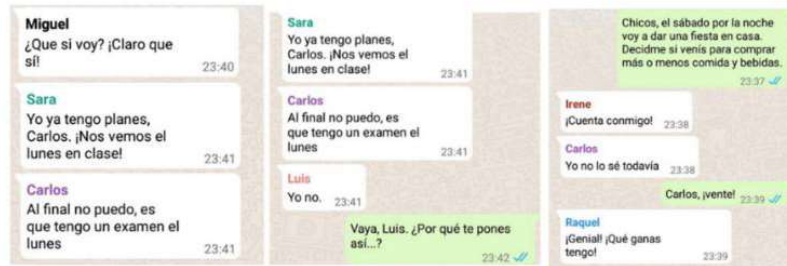 Miguel
¿Que si voy? ¡Claro que
sí!
23:40
Sara
Yo ya tengo planes,
Carlos. ¡Nos vemos el
lunes en clase!
23:41
Carlos
Al final no puedo, es
que tengo un examen el
lunes
23:41
Sara
Yo ya tengo planes,
Carlos. ¡Nos vemos el
lunes en clase!
23:41
Carlos
Al final no puedo, es
que tengo un examen el
lunes
23:41
Luis
Yo no. 23:41
Vaya, Luis. ¿Por qué te pones
así...?
23:42
Chicos, el sábado por la noche
voy a dar una fiesta en casa.
Decidme si venís para comprar
más o menos comida y bebidas.
23:37
Irene
¡Cuenta conmigo! 23:38
Carlos
Yo no lo sé todavía 23:38
Carlos, ¡vente! 23:39
Raquel
¡Genial! ¡Qué ganas
tengo!
23:39